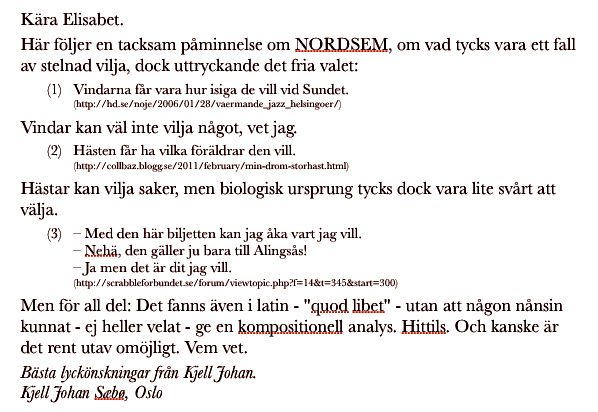 Kära Elisabet.
Här följer en tacksam påminnelse om NORDSEM, om vad tycks vara ett fall
av stelnad vilja, dock uttryckande det fria valet:
(1) Vindarna får vara hur isiga de vill vid Sundet.
(http://hd.se/noje/2006/01/28/vaermande_jazz_helsingoer/)
Vindar kan väl inte vilja något, vet jag.
(2) Hästen får ha vilka föräldrar den vill.
(http://collbaz.blogg.se/2011/february/min-drom-storhast.html)
Hästar kan vilja saker, men biologisk ursprung tycks dock vara lite svårt att
välja.
(3) – Med den här biljetten kan jag åka vart jag vill.
– Nehä, den gäller ju bara till Alingsås!
– Ja men det är dit jag vill.
(http://scrabbleforbundet.se/forum/viewtopic.php?f=14&t=345&start=300)
Men för all del: Det fanns även i latin - "quod libet" - utan att någon nånsin
kunnat - ej heller velat - ge en kompositionell analys. Hittils. Och kanske är
det rent utav omöjligt. Vem vet.
Bästa lyckönskningar från Kjell Johan.
Kjell Johan Sæbø, Oslo